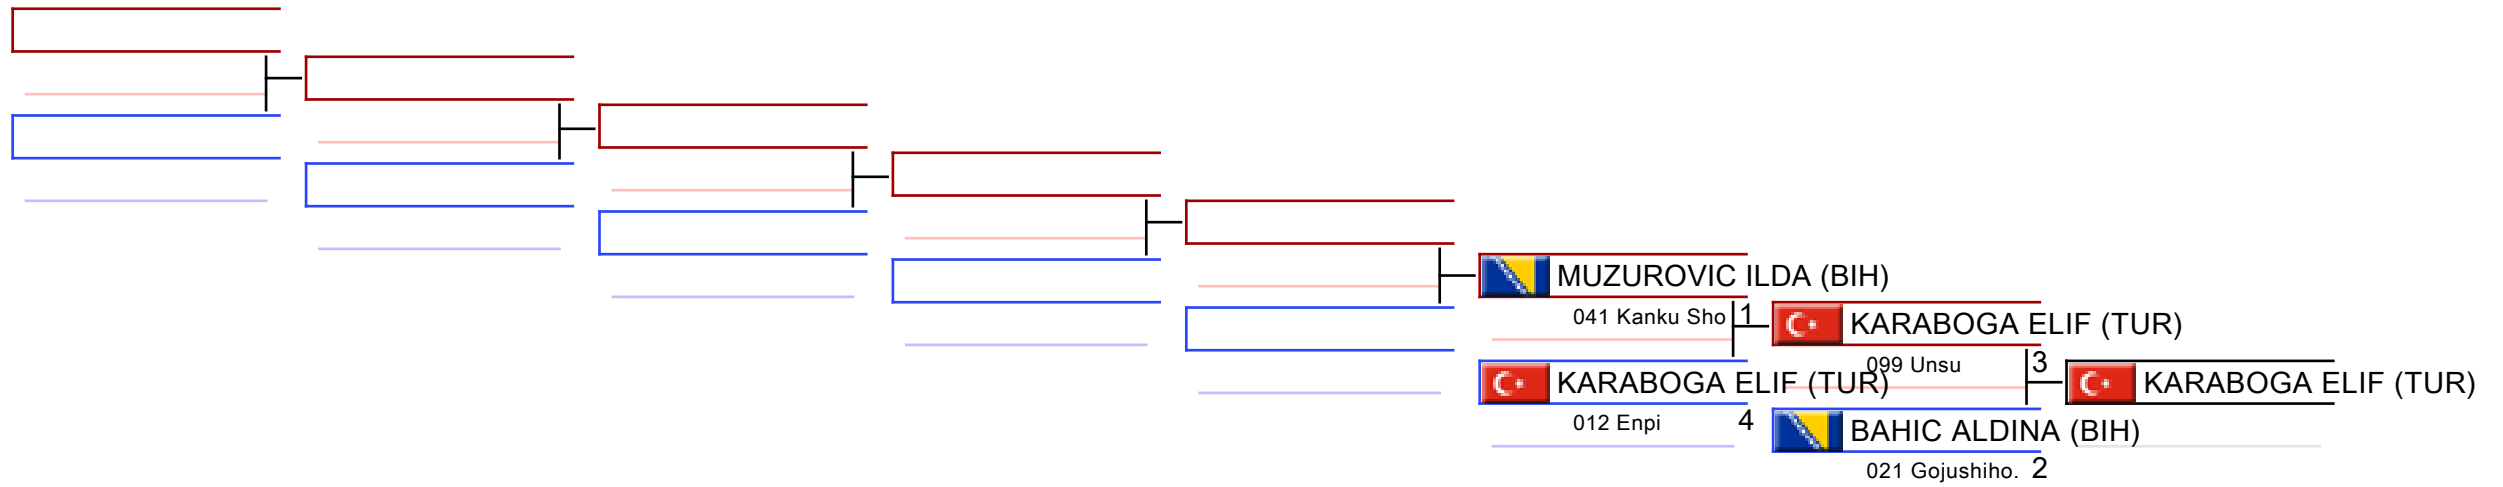 MUZUROVIC ILDA (BIH)
041 Kanku Sho 1
KARABOGA ELIF (TUR)
012 Enpi 4
KARABOGA ELIF (TUR)
099 Unsu 3
BAHIC ALDINA (BIH)
021 Gojushiho. 2
KARABOGA ELIF (TUR)